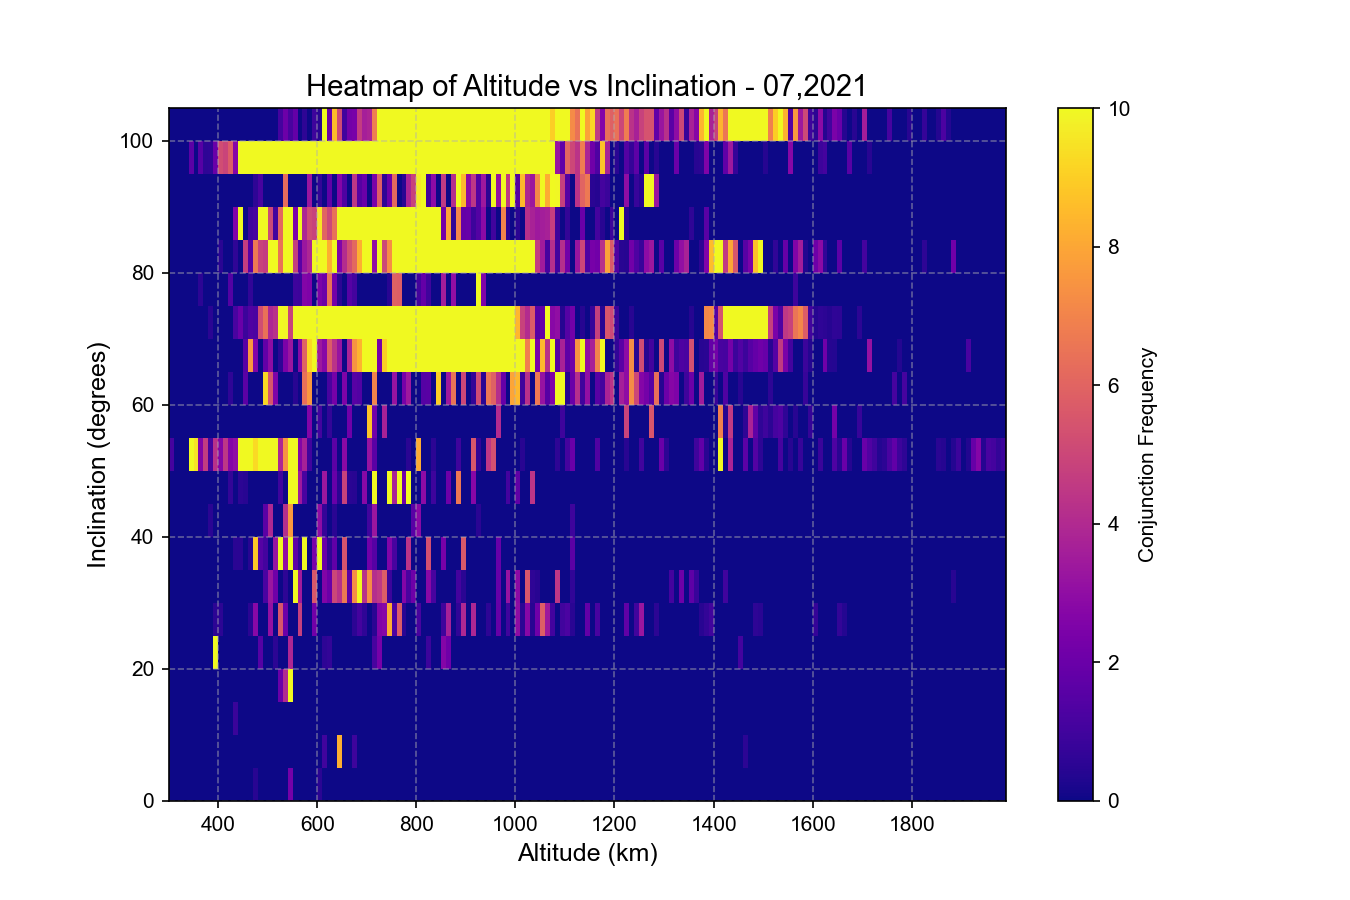 Heatmap of Altitude vs Inclination - 07,2021
Inclination (degrees)
100
80
60
40
20
0
400 600 800 1000 1200 1400 1600 1800
Altitude (km)
10
8
6
4
2
0
Conjunction Frequency